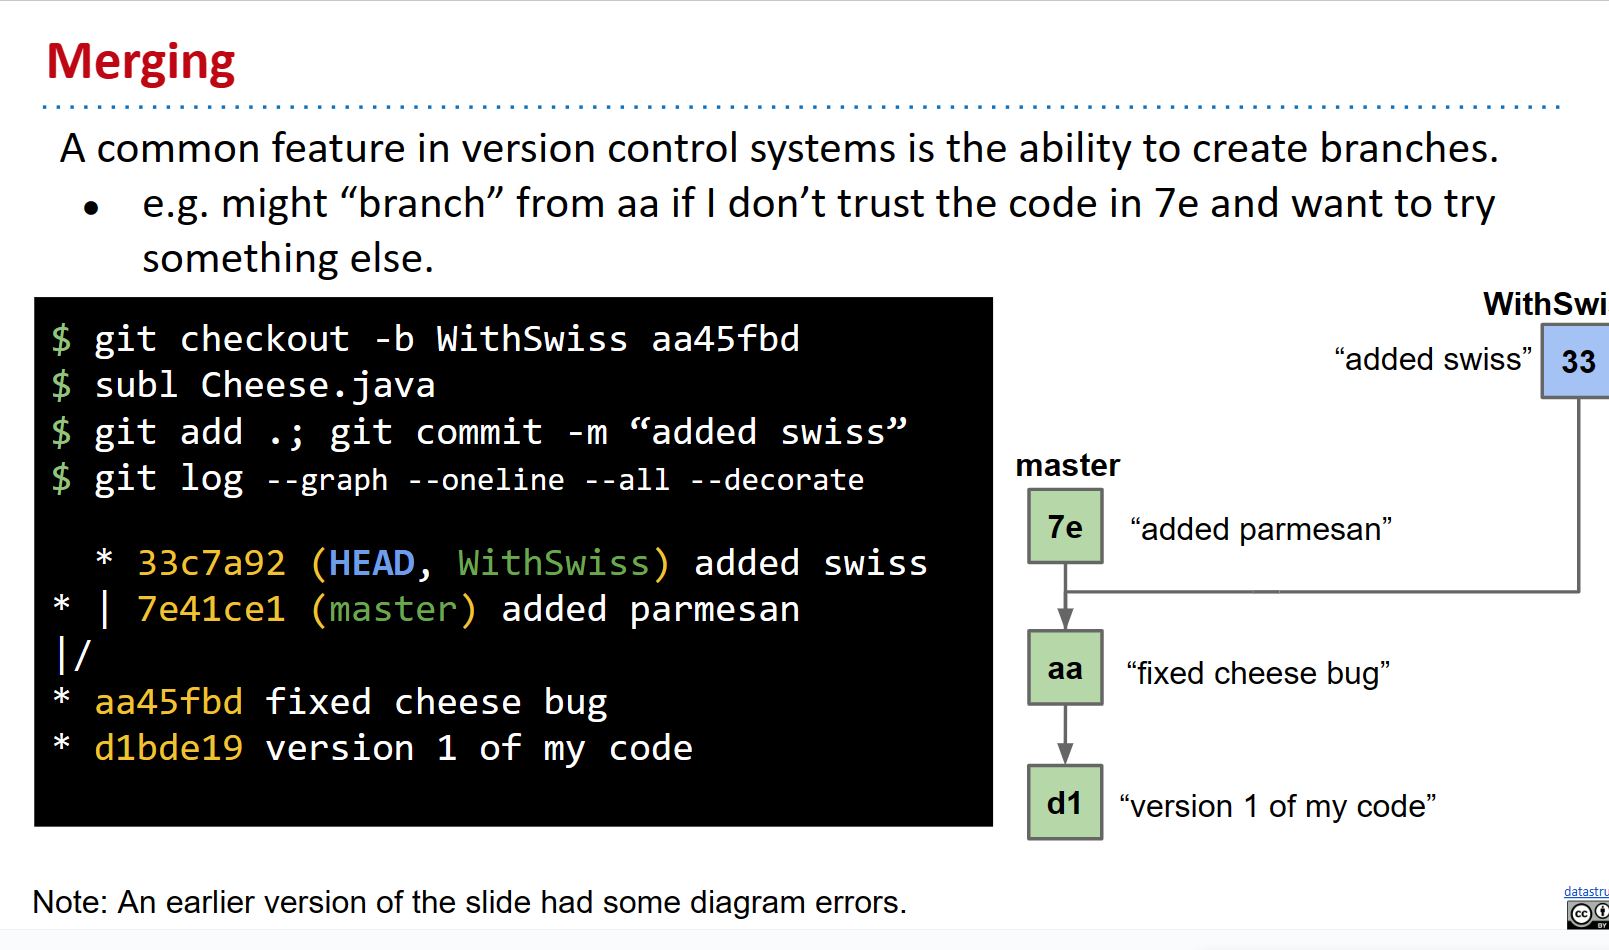 Merging
A common feature in version control systems is the ability to create branches.
● e.g. might “branch” from aa if I don’t trust the code in 7e and want to try
something else.
$ git checkout -b WithSwiss aa45fbd
$ subl Cheese.java
$ git add .; git commit -m “added swiss”
$ git log --graph --oneline --all --decorate
* 33c7a92 (HEAD, WithSwiss) added swiss
* | 7e41ce1 (master) added parmesan
|/
* aa45fbd fixed cheese bug
* d1bde19 version 1 of my code
WithSwi
“added swiss” 33
master
7e “added parmesan”
aa “fixed cheese bug”
d1 “version 1 of my code”
Note: An earlier version of the slide had some diagram errors.
datastru
cc
BY